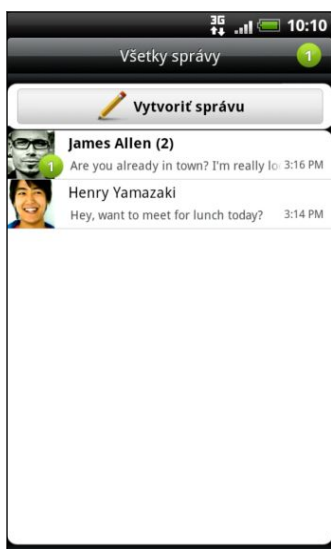 3G 10:10
Všetky správy 1
Vytvoriť správu
James Allen (2)
1 Are you already in town? I'm really lo 3:16 PM
Henry Yamazaki
Hey, want to meet for lunch today? 3:14 PM